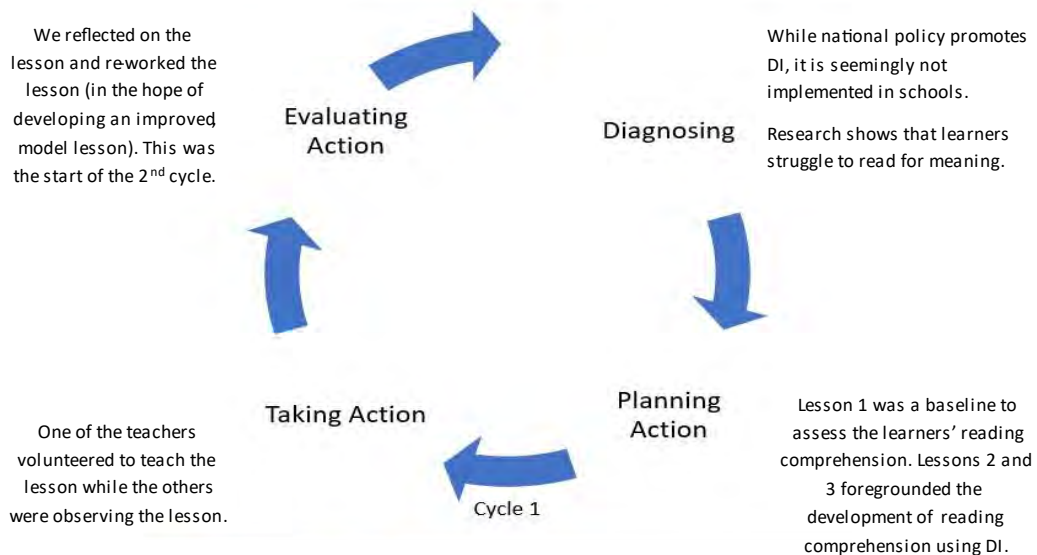 We reflected on the
lesson and re-worked the
lesson (in the hope of
developing an improved,
model lesson). This was
the start of the 2nd cycle.
Evaluating
Action
Diagnosing
While national policy promotes
DI, it is seemingly not
implemented in schools.
Research shows that learners
struggle to read for meaning.
Planning
Action
Lesson 1 was a baseline to
assess the learners’ reading
comprehension. Lessons 2 and
3 foregrounded the
development of reading
comprehension using DI.
Taking Action
One of the teachers
volunteered to teach the
lesson while the others
were observing the lesson.
Cycle 1